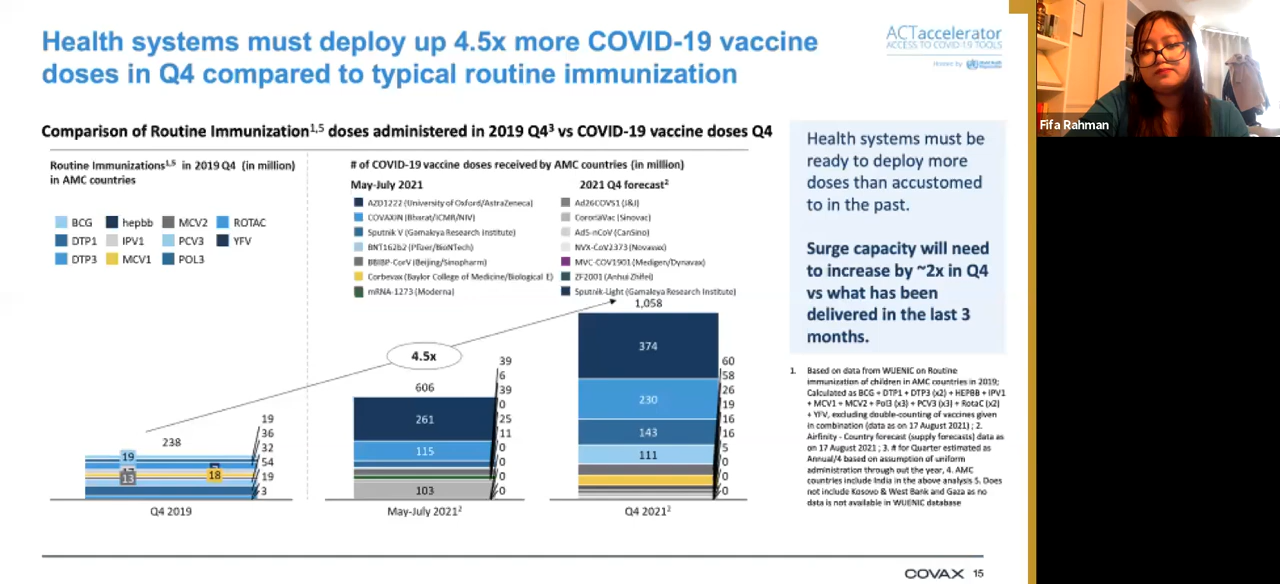 Health systems must deploy up 4.5x more COVID-19 vaccine
doses in Q4 compared to typical routine immunization
ACTaccelerator
ACCESS TO COVID-19 TOOLS
Hosted by
Comparison of Routine Immunization1,5 doses administered in 2019 Q43 vs COVID-19 vaccine doses Q4
Routine Immunizations1,5 in 2019 Q4 (in million)
in AMC countries
BCG hepbb MCV2 ROTAC
DTP1 IPV1 PCV3 YFV
DTP3 MCV1 POL3
# of COVID-19 vaccine doses received by AMC countries (in million)
May-July 2021
2021 Q4 forecast2
AZD1222 (University of Oxford/AstraZeneca)
COVAXIN (Bharat/ICMR/NIV)
Sputnik V (Gamaleya Research Institute)
BNT162b2 (Pfizer/BioNTech)
BBIBP-CorV (Beijing/Sinopharm)
Corbevax (Baylor College of Medicine/Biological E)
mRNA-1273 (Moderna)
Ad26COVS1 (J&J)
CoronaVac (Sinovac)
Ad5-nCoV (CanSino)
NVX-CoV2373 (Novavax)
MVC-COV1901 (Medigen/Dynavax)
ZF2001 (Anhui Zhifei)
Sputnik-Light (Gamaleya Research Institute)
4.5x
238
19
13
18
19
36
32
54
19
3
Q4 2019
606
261
115
103
39
6
39
0
25
11
0
0
0
0
May-July 20212
1,058
374
230
143
111
60
58
26
19
16
16
5
0
0
Q4 20212
Health systems must be
ready to deploy more
doses than accustomed
to in the past.
Surge capacity will need
to increase by ~2x in Q4
vs what has been
delivered in the last 3
months.
1. Based on data from WUENIC on Routine
immunization of children in AMC countries in 2019;
Calculated as BCG + DTP1 + DTP3 (x2) + HEPBB + IPV1
+ MCV1 + MCV2 + Pol3 (x3) + PCV3 (x3) + RotaC (x2)
+ YFV, excluding double-counting of vaccines given
in combination (data as on 17 August 2021) ; 2.
Airfinity - Country forecast (supply forecasts) data as
on 17 August 2021 ; 3. # for Quarter estimated as
Annual/4 based on assumption of uniform
administration through out the year, 4. AMC
countries include India in the above analysis 5. Does
not include Kosovo & West Bank and Gaza as no
data is not available in WUENIC database
COVAX 15
Fifa Rahman